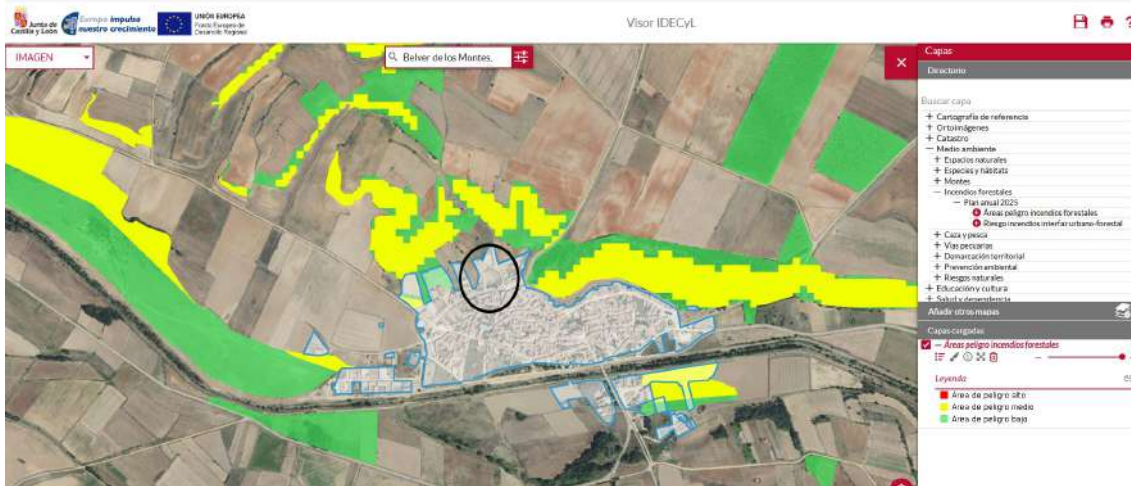 Junta de
Castilla y León
Europa impulsa
nuestro crecimiento
UNIÓN EUROPEA
Fondo Europeo de
Desarrollo Regional
Visor IDECyL
?
IMAGEN
Belver de los Montes,
Capas
Directorio
Buscar capa
+ Cartografía de referencia
+ Ortoimágenes
+ Catastro
— Medio ambiente
+ Espacios naturales
+ Especies y hábitats
+ Montes
— Incendios forestales
— Plan anual 2025
Áreas peligro incendios forestales
Riesgo incendios interfaz urbano-forestal
+ Caza y pesca
+ Vías pecuarias
+ Demarcación territorial
+ Prevención ambiental
+ Riesgos naturales
+ Educación y cultura
+ Salud y dependencia
Añadir otros mapas
Capas cargadas
— Áreas peligro incendios forestales
Leyenda
Área de peligro alto
Área de peligro medio
Área de peligro bajo